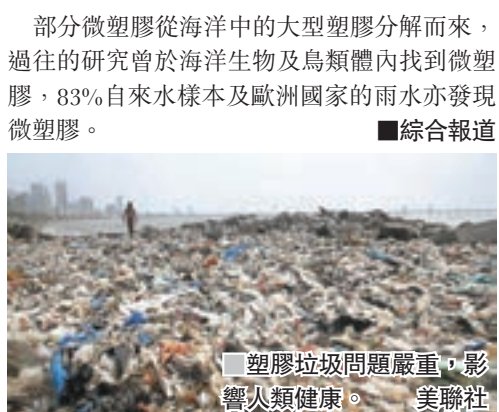 部分微塑膠從海洋中的大型塑膠分解而來，
過往的研究曾於海洋生物及鳥類體內找到微塑
膠，83%自來水樣本及歐洲國家的雨水亦發現
微塑膠。 ■綜合報道
■塑膠垃圾問題嚴重，影
響人類健康。 美聯社